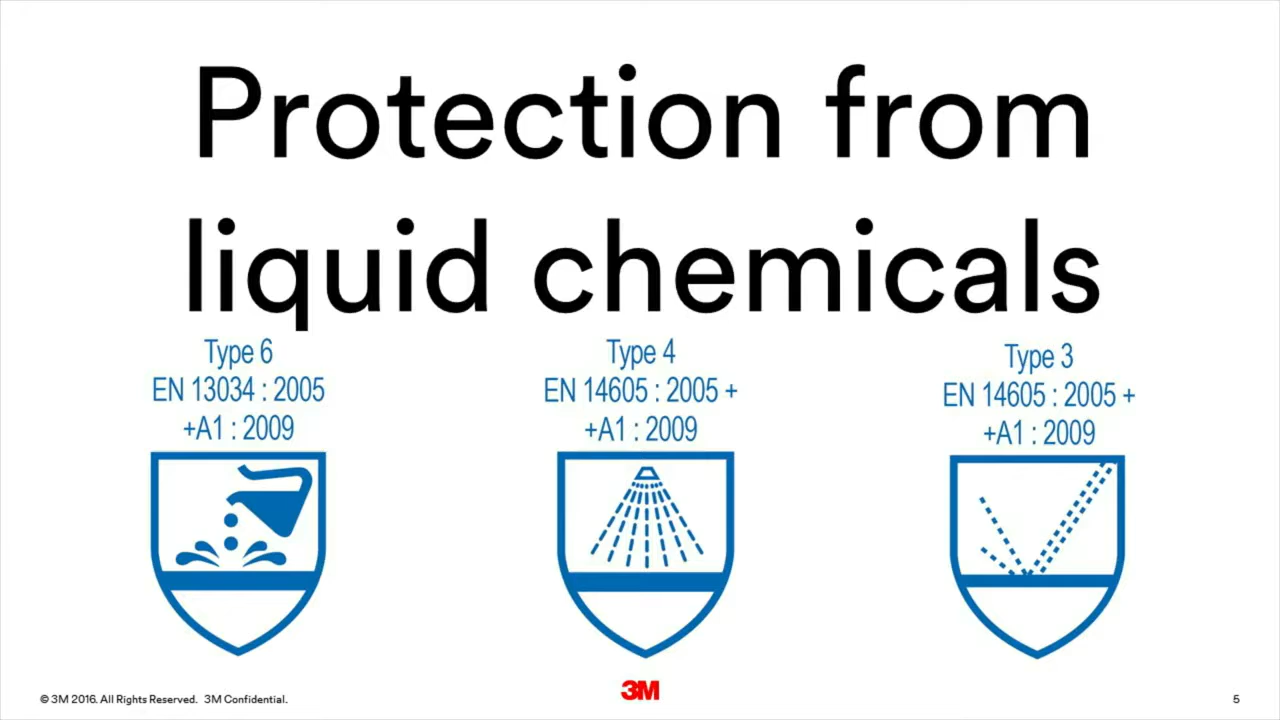 Protection from
liquid chemicals
Type 6
EN 13034 : 2005
+A1 : 2009
Type 4
EN 14605 : 2005 +
+A1 : 2009
Type 3
EN 14605 : 2005 +
+A1 : 2009
© 3M 2016. All Rights Reserved. 3M Confidential.
3M
5